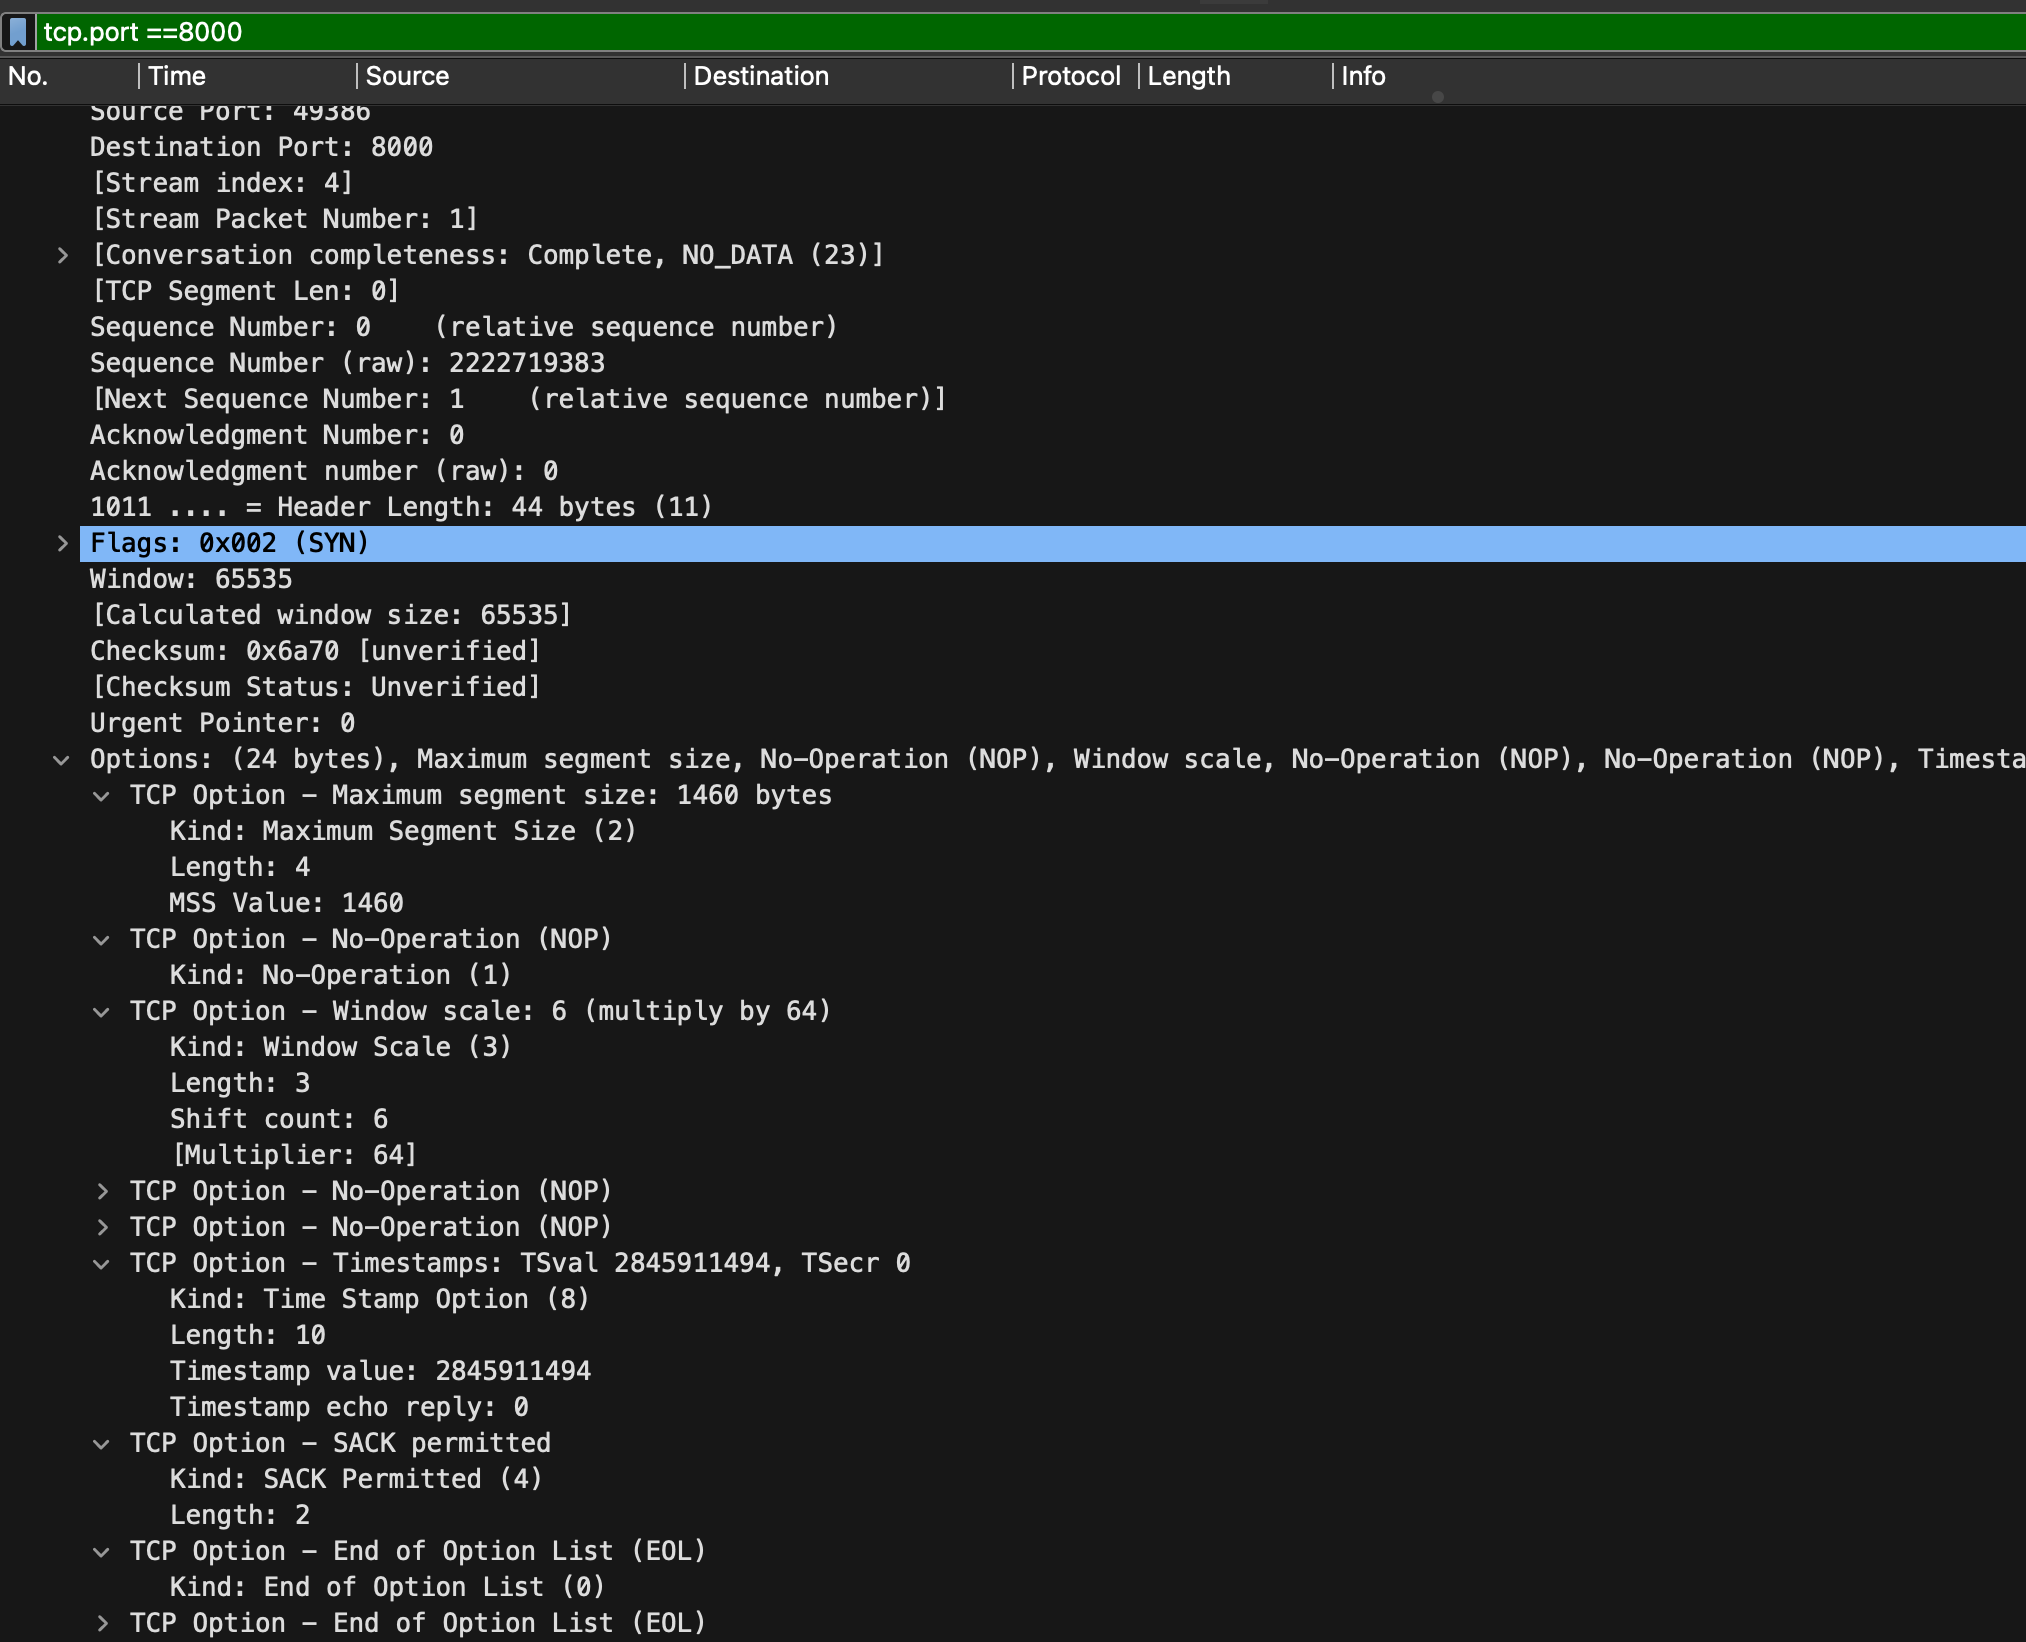 tcp.port ==8000
No. Time Source Destination Protocol Length Info
Source Port: 49386
Destination Port: 8000
[Stream index: 4]
[Stream Packet Number: 1]
[Conversation completeness: Complete, NO_DATA (23)]
[TCP Segment Len: 0]
Sequence Number: 0    (relative sequence number)
Sequence Number (raw): 2222719383
[Next Sequence Number: 1    (relative sequence number)]
Acknowledgment Number: 0
Acknowledgment number (raw): 0
1011 .... = Header Length: 44 bytes (11)
Flags: 0x002 (SYN)
Window: 65535
[Calculated window size: 65535]
Checksum: 0x6a70 [unverified]
[Checksum Status: Unverified]
Urgent Pointer: 0
Options: (24 bytes), Maximum segment size, No-Operation (NOP), Window scale, No-Operation (NOP), No-Operation (NOP), Timesta
TCP Option - Maximum segment size: 1460 bytes
Kind: Maximum Segment Size (2)
Length: 4
MSS Value: 1460
TCP Option - No-Operation (NOP)
Kind: No-Operation (1)
TCP Option - Window scale: 6 (multiply by 64)
Kind: Window Scale (3)
Length: 3
Shift count: 6
[Multiplier: 64]
TCP Option - No-Operation (NOP)
TCP Option - No-Operation (NOP)
TCP Option - Timestamps: TSval 2845911494, TSecr 0
Kind: Time Stamp Option (8)
Length: 10
Timestamp value: 2845911494
Timestamp echo reply: 0
TCP Option - SACK permitted
Kind: SACK Permitted (4)
Length: 2
TCP Option - End of Option List (EOL)
Kind: End of Option List (0)
TCP Option - End of Option List (EOL)